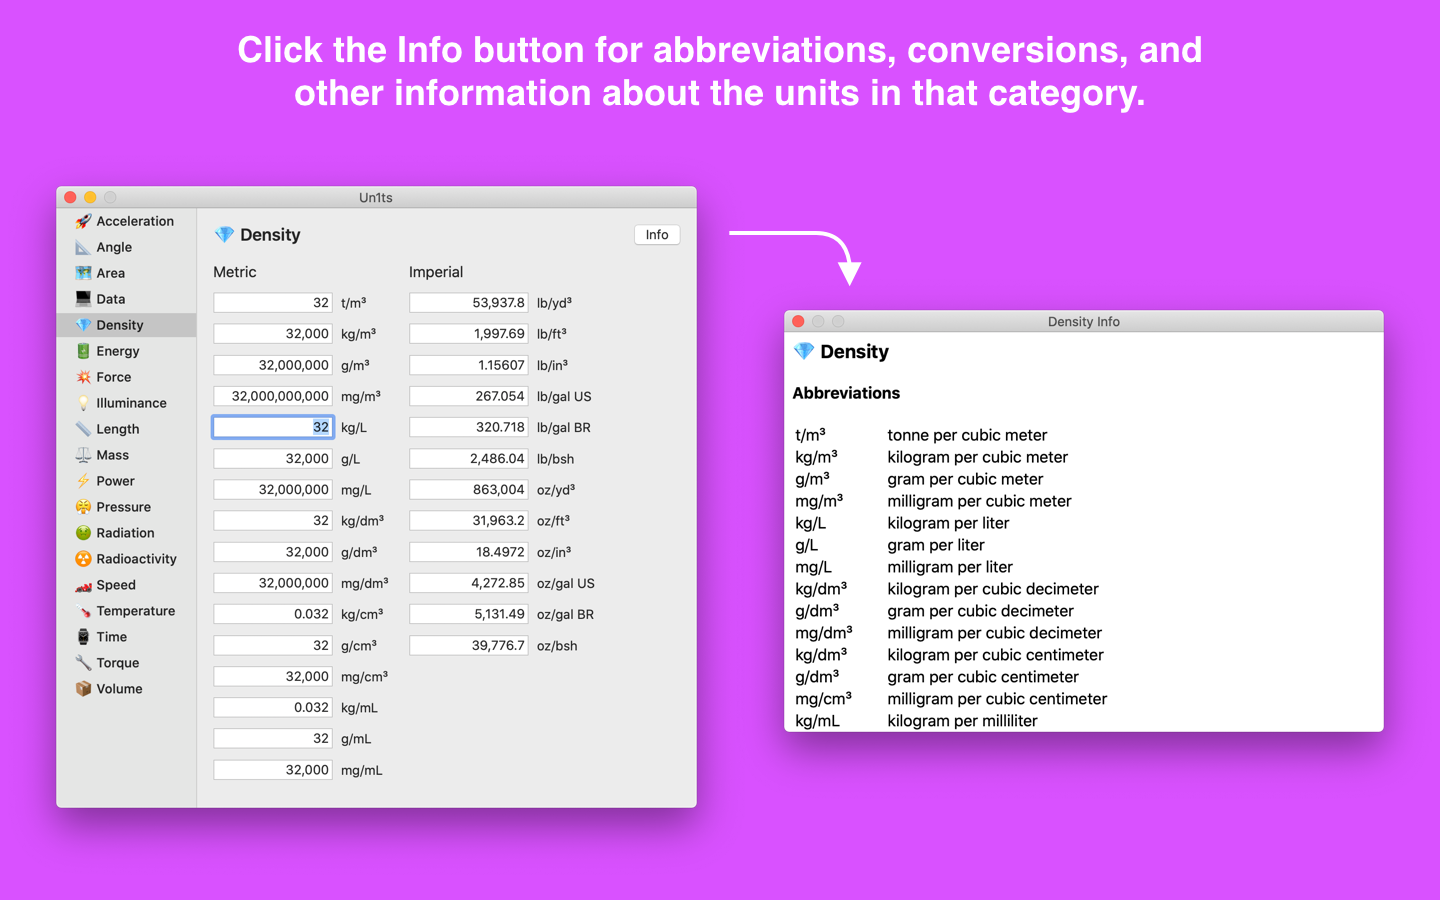 Click the Info button for abbreviations, conversions, and
other information about the units in that category.
Un1ts
Acceleration
Angle
Area
Data
Density
Energy
Force
Illuminance
Length
Mass
Power
Pressure
Radiation
Radioactivity
Speed
Temperature
Time
Torque
Volume
Density
Info
Metric
Imperial
32 t/m³ 53,937.8 lb/yd³
32,000 kg/m³ 1,997.69 lb/ft³
32,000,000 g/m³ 1.15607 lb/in³
32,000,000,000 mg/m³ 267.054 lb/gal US
32 kg/L 320.718 lb/gal BR
32,000 g/L 2,486.04 lb/bsh
32,000,000 mg/L 863,004 oz/yd³
32 kg/dm³ 31,963.2 oz/ft³
32,000 g/dm³ 18.4972 oz/in³
32,000,000 mg/dm³ 4,272.85 oz/gal US
0.032 kg/cm³ 5,131.49 oz/gal BR
32 g/cm³ 39,776.7 oz/bsh
32,000 mg/cm³
0.032 kg/mL
32 g/mL
32,000 mg/mL
Density Info
Density
Abbreviations
t/m³ tonne per cubic meter
kg/m³ kilogram per cubic meter
g/m³ gram per cubic meter
mg/m³ milligram per cubic meter
kg/L kilogram per liter
g/L gram per liter
mg/L milligram per liter
kg/dm³ kilogram per cubic decimeter
g/dm³ gram per cubic decimeter
mg/dm³ milligram per cubic decimeter
kg/dm³ kilogram per cubic centimeter
g/dm³ gram per cubic centimeter
mg/cm³ milligram per cubic centimeter
kg/mL kilogram per milliliter